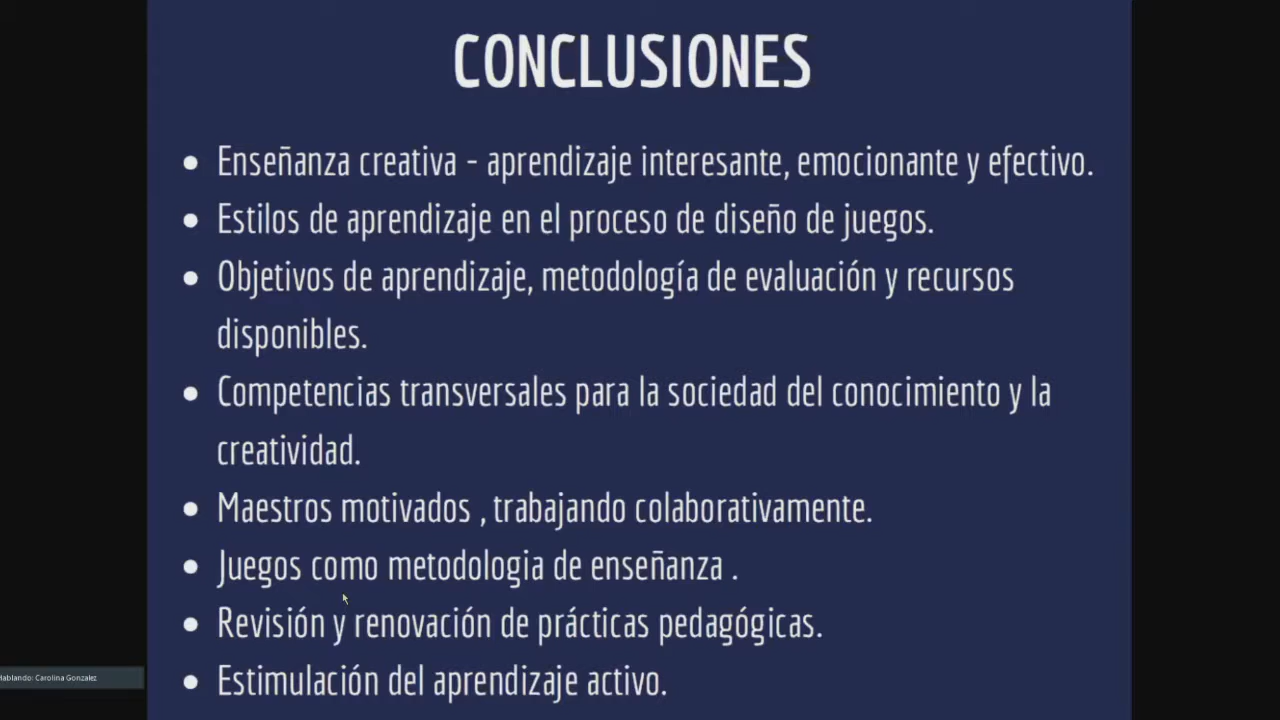 CONCLUSIONES
• Enseñanza creativa - aprendizaje interesante, emocionante y efectivo.
• Estilos de aprendizaje en el proceso de diseño de juegos.
• Objetivos de aprendizaje, metodología de evaluación y recursos
disponibles.
• Competencias transversales para la sociedad del conocimiento y la
creatividad.
• Maestros motivados , trabajando colaborativamente.
• Juegos como metodologia de enseñanza .
• Revisión y renovación de prácticas pedagógicas.
Hablando: Carolina Gonzalez
• Estimulación del aprendizaje activo.